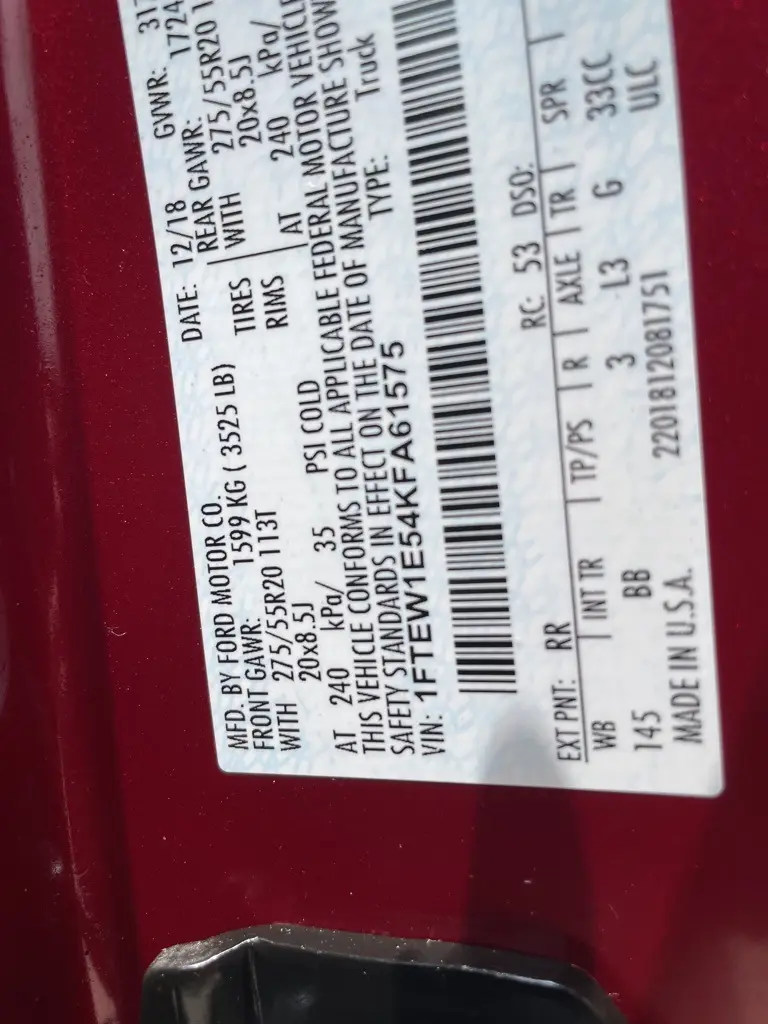 MFD. BY FORD MOTOR CO. DATE: 12/18 GVWR: 317
FRONT GAWR: 1599 KG ( 3525 LB) REAR GAWR: 1724
WITH 275/55R20 113T TIRES WITH 275/55R20 1
20x8.5J RIMS 20x8.5J
AT 240 kPa/ 35 PSI COLD AT 240 kPa/
THIS VEHICLE CONFORMS TO ALL APPLICABLE FEDERAL MOTOR VEHICLE
SAFETY STANDARDS IN EFFECT ON THE DATE OF MANUFACTURE SHOW
VIN: 1FTEW1E54KFA61575 TYPE: Truck
EXT PNT: RR RC: 53 DSO:
WB INT TR TP/PS R AXLE TR SPR
145 BB 3 L3 G 33CC
MADE IN U.S.A. 2201812081751 ULC